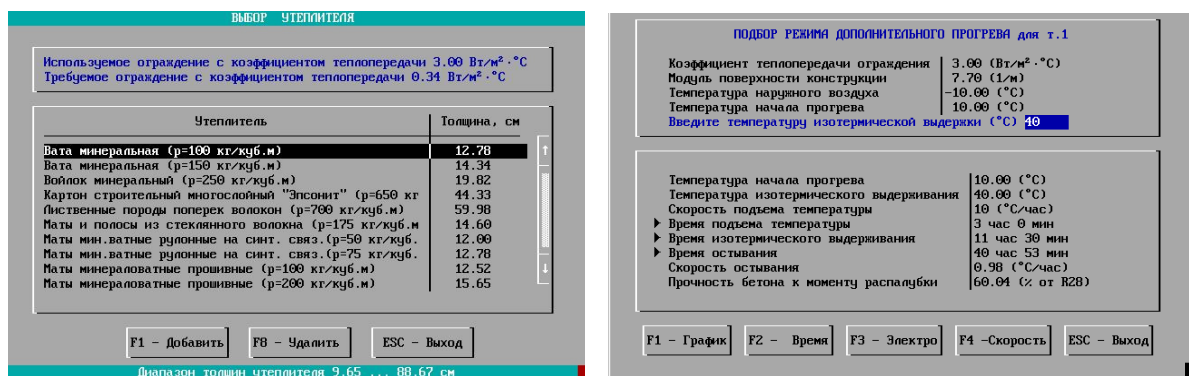 ВЫБОР УТЕПЛИТЕЛЯ
Используемое ограждение с коэффициентом теплопередачи 3.00 Вт/м²·°С
Требуемое ограждение с коэффициентом теплопередачи 0.34 Вт/м²·°С
Утеплитель Толщина, см
Вата минеральная (p=100 кг/куб.м) 12.78
Вата минеральная (p=150 кг/куб.м) 14.34
Войлок минеральный (p=250 кг/куб.м) 19.82
Картон строительный многослойный "Эпсонит" (p=650 кг 44.33
Лиственные породы поперек волокон (p=700 кг/куб.м) 59.98
Маты и полосы из стеклянного волокна (p=175 кг/куб.м 14.60
Маты мин.ватные рулонные на синт. связ.(p=50 кг/куб. 12.00
Маты мин.ватные рулонные на синт. связ.(p=75 кг/куб. 12.78
Маты минераловатные прошивные (p=100 кг/куб.м) 12.52
Маты минераловатные прошивные (p=200 кг/куб.м) 15.65
F1 - Добавить F8 - Удалить ESC - Выход
Диапазон толщин утеплителя 9.65 ... 88.67 см
ПОДБОР РЕЖИМА ДОПОЛНИТЕЛЬНОГО ПРОГРЕВА для т.1
Коэффициент теплопередачи ограждения 3.00 (Вт/м²·°С)
Модуль поверхности конструкции 7.70 (1/м)
Температура наружного воздуха -10.00 (°С)
Температура начала прогрева 10.00 (°С)
Введите температуру изотермической выдержки (°С) 40
Температура начала прогрева 10.00 (°С)
Температура изотермического выдерживания 40.00 (°С)
Скорость подъема температуры 10 (°С/час)
Время подъема температуры 3 час 0 мин
Время изотермического выдерживания 11 час 30 мин
Время остывания 40 час 53 мин
Скорость остывания 0.98 (°С/час)
Прочность бетона к моменту распалубки 60.04 (% от R28)
F1 - График F2 - Время F3 - Электро F4 -Скорость ESC - Выход